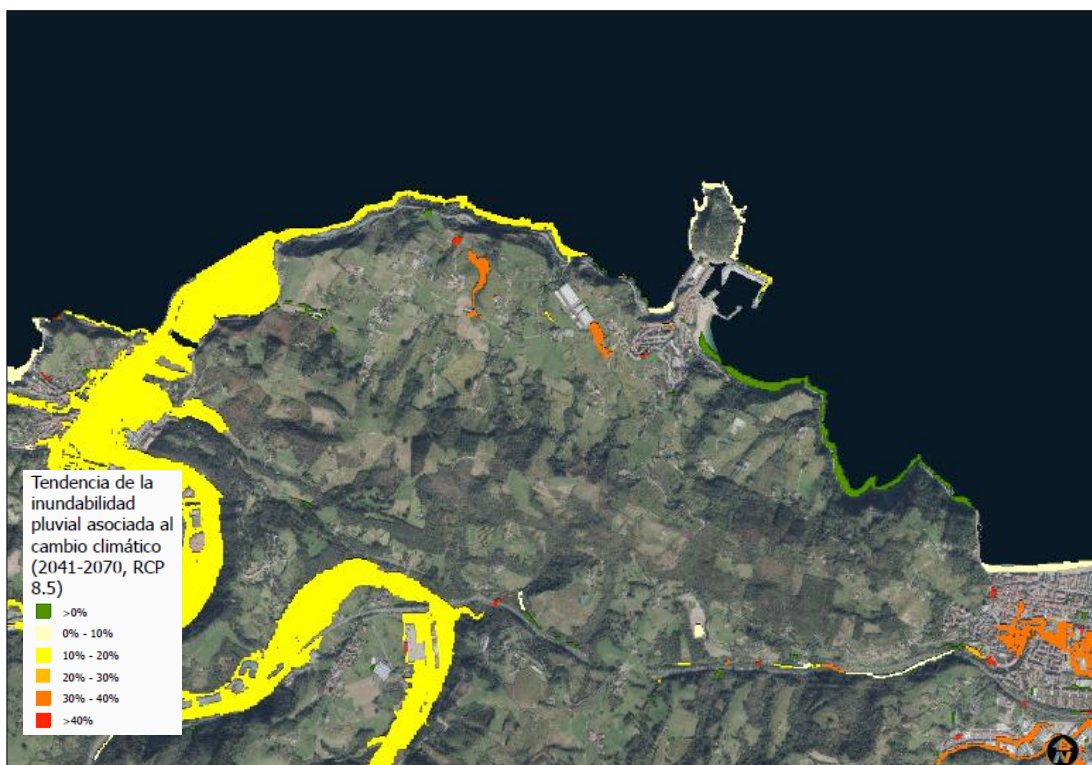 Tendencia de la
inundabilidad
pluvial asociada al
cambio climático
(2041-2070, RCP
8.5)
>0%
0% - 10%
10% - 20%
20% - 30%
30% - 40%
>40%
N